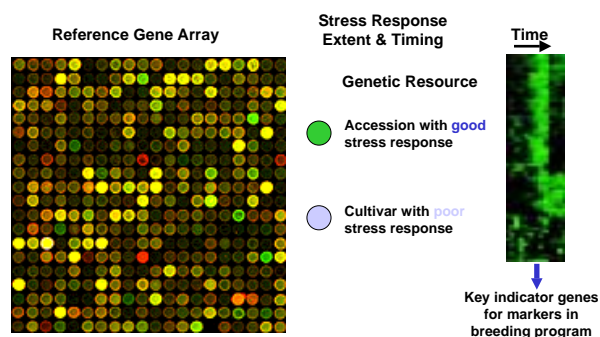 Reference Gene Array
Stress Response
Extent & Timing
Time
Genetic Resource
Accession with good
stress response
Cultivar with poor
stress response
Key indicator genes
for markers in
breeding program